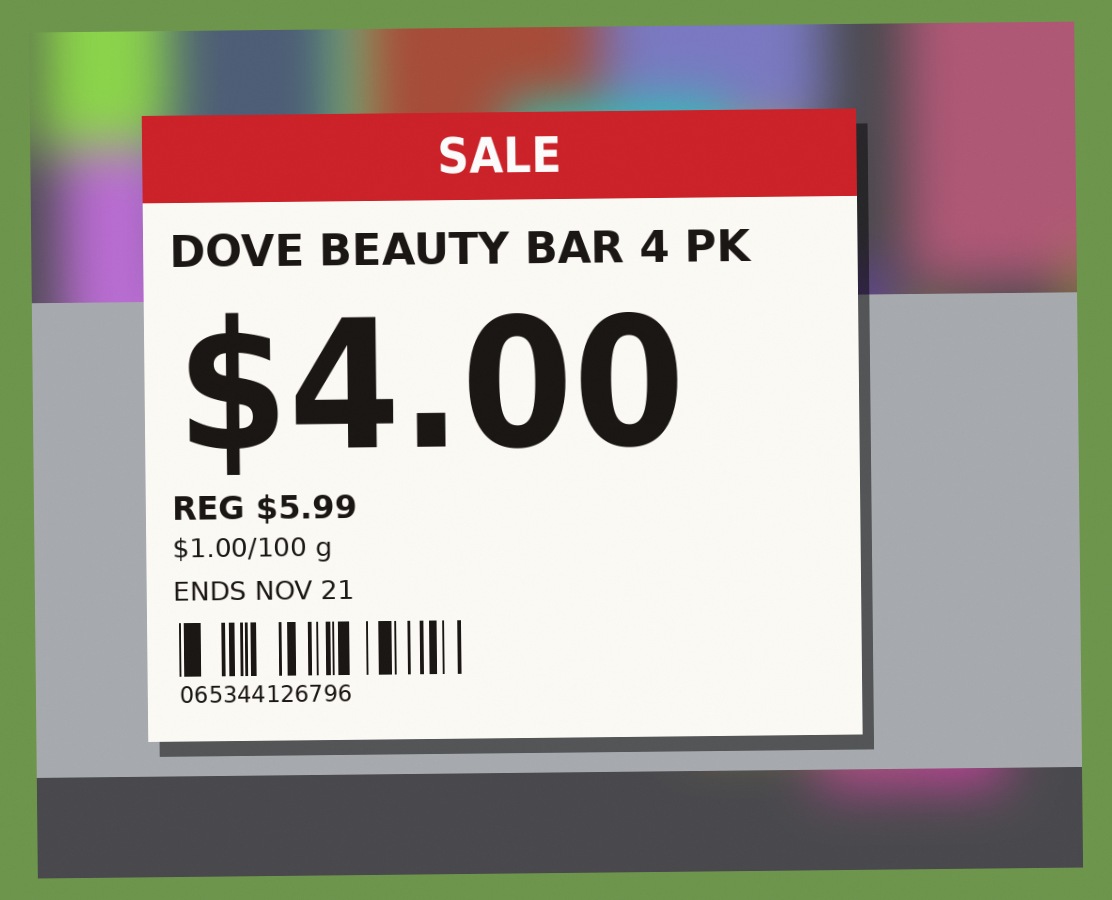 SALE
DOVE BEAUTY BAR 4 PK
$4.00
REG $5.99
$1.00/100 g
ENDS NOV 21
065344126796